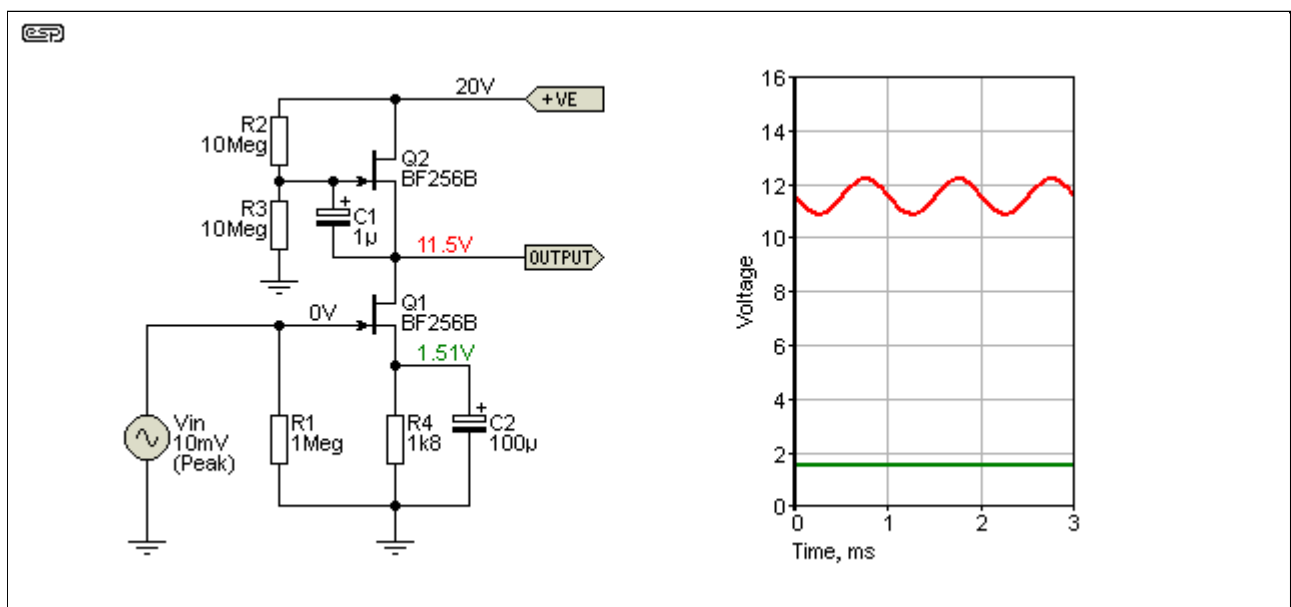 esp
20V
+VE
R2
10Meg
Q2
BF256B
R3
10Meg
+
C1
1µ
11.5V
OUTPUT
0V
Q1
BF256B
1.51V
Vin
10mV
(Peak)
R1
1Meg
R4
1k8
+
C2
100µ
16
14
12
10
8
6
4
2
0
Voltage
0
1
2
3
Time, ms